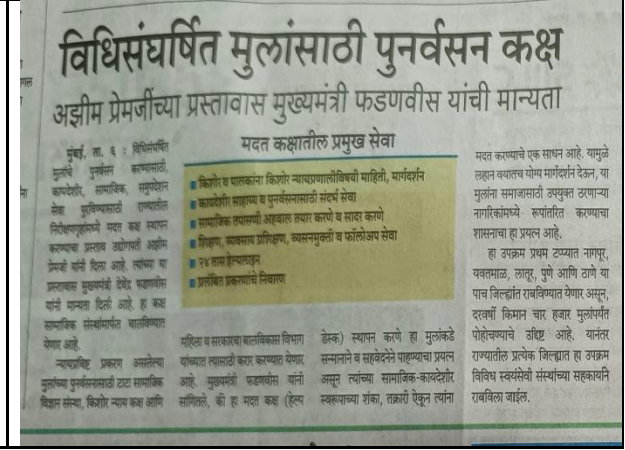 विधिसंघर्षित मुलांसाठी पुनर्वसन कक्ष
अझीम प्रेमजींच्या प्रस्तावास मुख्यमंत्री फडणवीस यांची मान्यता
मुंबई, ता. ६ : विधिसंघर्षित
मुलांचे पुनर्वसन करण्यासाठी,
कायदेशीर, सामाजिक, समुपदेशन
सेवा पुरविण्यासाठी राज्यातील
निरीक्षणगृहांमध्ये मदत कक्ष स्थापन
करण्याचा प्रस्ताव उद्योगपती अझीम
प्रेमजी यांनी दिला आहे. त्यांच्या या
प्रस्तावास मुख्यमंत्री देवेंद्र फडणवीस
यांनी मान्यता दिली आहे. हा कक्ष
सामाजिक संस्थांमार्फत चालविण्यात
येणार आहे.
न्यायप्रविष्ट प्रकरण असलेल्या
मुलांच्या पुनर्वसनासाठी टाटा सामाजिक
विज्ञान संस्था, किशोर न्याय कक्ष आणि
मदत कक्षातील प्रमुख सेवा
किशोर व पालकांना किशोर न्यायप्रणालीविषयी माहिती, मार्गदर्शन
कायदेशीर साहाय्य व पुनर्वसनासाठी संदर्भ सेवा
सामाजिक तपासणी अहवाल तयार करणे व सादर करणे
शिक्षण, व्यवसाय प्रशिक्षण, व्यसनमुक्ती व फॉलोअप सेवा
२४ तास हेल्पलाइन
प्रलंबित प्रकरणांचे निवारण
महिला व सरकारचा बालविकास विभाग
यांच्यात त्यासाठी करार करण्यात येणार
आहे. मुख्यमंत्री फडणवीस यांनी
सांगितले, की हा मदत कक्ष (हेल्प
डेस्क) स्थापन करणे हा मुलांकडे
सन्मानाने व सहवेदनेने पाहण्याचा प्रयत्न
असून त्यांच्या सामाजिक-कायदेशीर
स्वरूपाच्या शंका, तक्रारी ऐकून त्यांना
मदत करण्याचे एक साधन आहे. यामुळे
लहान वयातच योग्य मार्गदर्शन देऊन, या
मुलांना समाजासाठी उपयुक्त ठरणाऱ्या
नागरिकांमध्ये रूपांतरित करण्याचा
शासनाचा हा प्रयत्न आहे.
हा उपक्रम प्रथम टप्प्यात नागपूर,
यवतमाळ, लातूर, पुणे आणि ठाणे या
पाच जिल्ह्यांत राबविण्यात येणार असून,
दरवर्षी किमान चार हजार मुलांपर्यंत
पोहोचण्याचे उद्दिष्ट आहे. यानंतर
राज्यातील प्रत्येक जिल्ह्यात हा उपक्रम
विविध स्वयंसेवी संस्थांच्या सहकार्याने
राबविला जाईल.